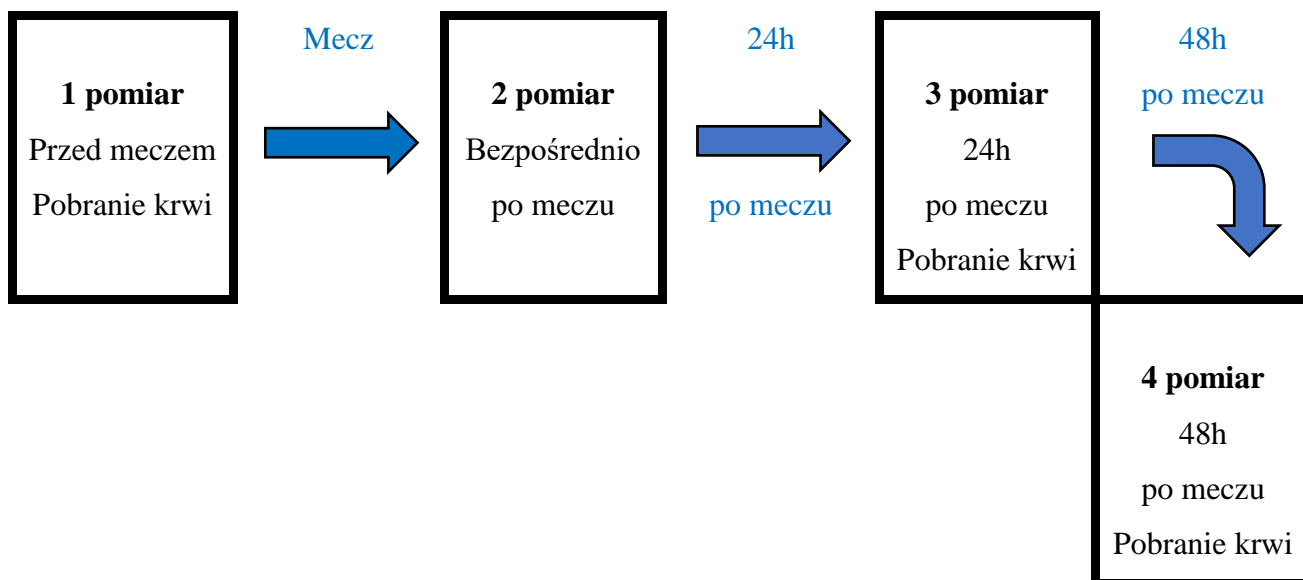 1 pomiar
Przed meczem
Pobranie krwi
Mecz
2 pomiar
Bezpośrednio
po meczu
24h
po meczu
3 pomiar
24h
po meczu
Pobranie krwi
48h
po meczu
4 pomiar
48h
po meczu
Pobranie krwi